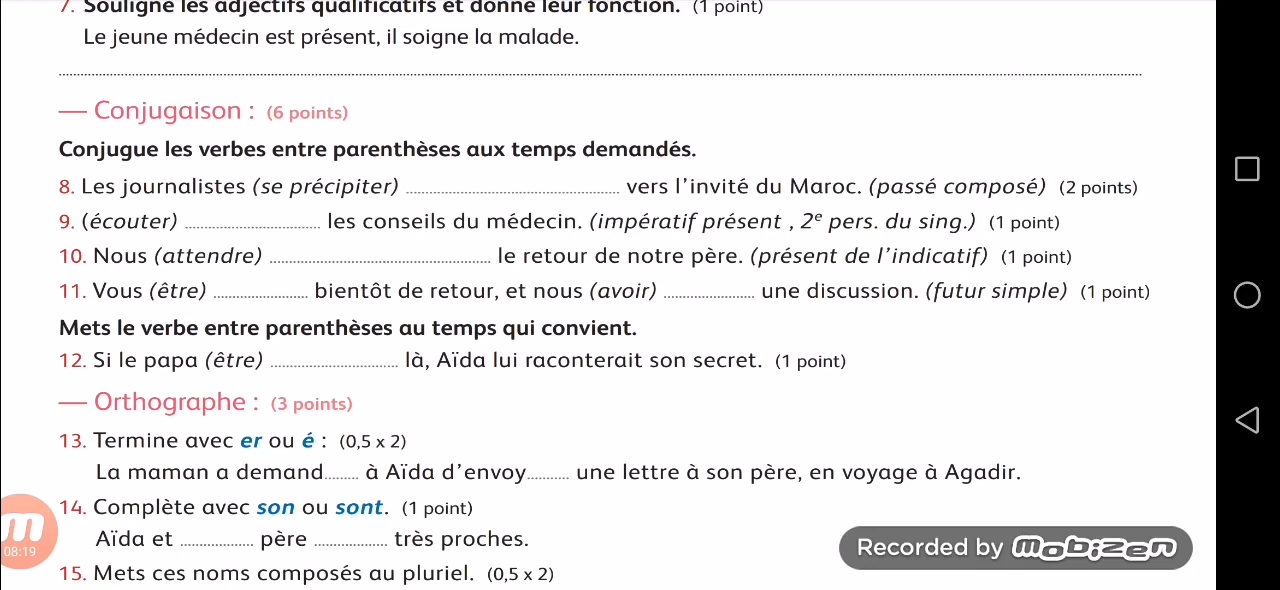 7. Souligne les adjectifs qualificatifs et donne leur fonction. (1 point)
Le jeune médecin est présent, il soigne la malade.
— Conjugaison : (6 points)
Conjugue les verbes entre parenthèses aux temps demandés.
8. Les journalistes (se précipiter) .................... vers l’invité du Maroc. (passé composé) (2 points)
9. (écouter) .................... les conseils du médecin. (impératif présent , 2e pers. du sing.) (1 point)
10. Nous (attendre) .................... le retour de notre père. (présent de l’indicatif) (1 point)
11. Vous (être) .................... bientôt de retour, et nous (avoir) .................... une discussion. (futur simple) (1 point)
Mets le verbe entre parenthèses au temps qui convient.
12. Si le papa (être) .................... là, Aïda lui raconterait son secret. (1 point)
— Orthographe : (3 points)
13. Termine avec er ou é : (0,5 x 2)
La maman a demand........ à Aïda d’envoy.......... une lettre à son père, en voyage à Agadir.
14. Complète avec son ou sont. (1 point)
Aïda et .................. père .................. très proches.
15. Mets ces noms composés au pluriel. (0,5 x 2)
08:19
Recorded by mobizen